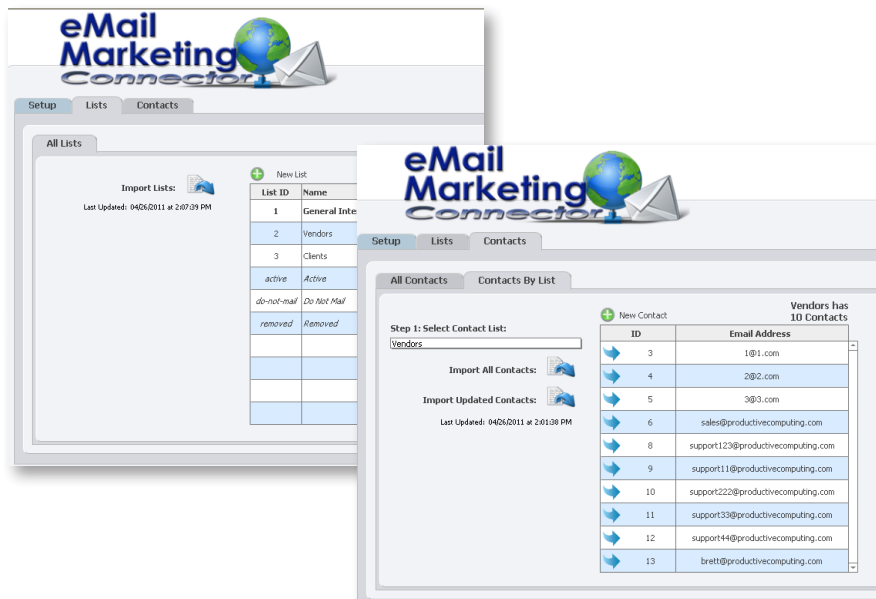 eMail
Marketing
Connector
Setup Lists Contacts
All Lists
Import Lists:
Last Updated: 04/26/2011 at 2:07:39 PM
New List
List ID Name
1 General Inte
2 Vendors
3 Clients
active Active
do-not-mail Do Not Mail
removed Removed
eMail
Marketing
Connector
Setup Lists Contacts
All Contacts Contacts By List
Step 1: Select Contact List:
Vendors
Import All Contacts:
Import Updated Contacts:
Last Updated: 04/26/2011 at 2:01:38 PM
New Contact
Vendors has
10 Contacts
ID Email Address
3 1@1.com
4 2@2.com
5 3@3.com
6 sales@productivecomputing.com
8 support123@productivecomputing.com
9 support11@productivecomputing.com
10 support222@productivecomputing.com
11 support33@productivecomputing.com
12 support44@productivecomputing.com
13 brett@productivecomputing.com